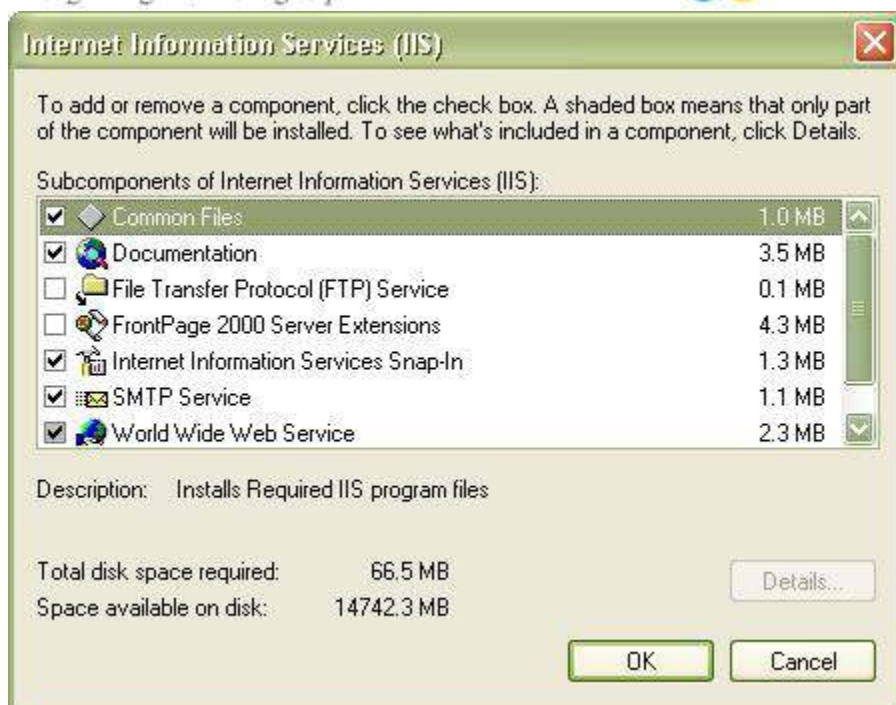 Internet Information Services (IIS)
To add or remove a component, click the check box. A shaded box means that only part
of the component will be installed. To see what's included in a component, click Details.
Subcomponents of Internet Information Services (IIS):
Common Files 1.0 MB
Documentation 3.5 MB
File Transfer Protocol (FTP) Service 0.1 MB
FrontPage 2000 Server Extensions 4.3 MB
Internet Information Services Snap-In 1.3 MB
SMTP Service 1.1 MB
World Wide Web Service 2.3 MB
Description: Installs Required IIS program files
Total disk space required: 66.5 MB
Space available on disk: 14742.3 MB
Details...
OK Cancel